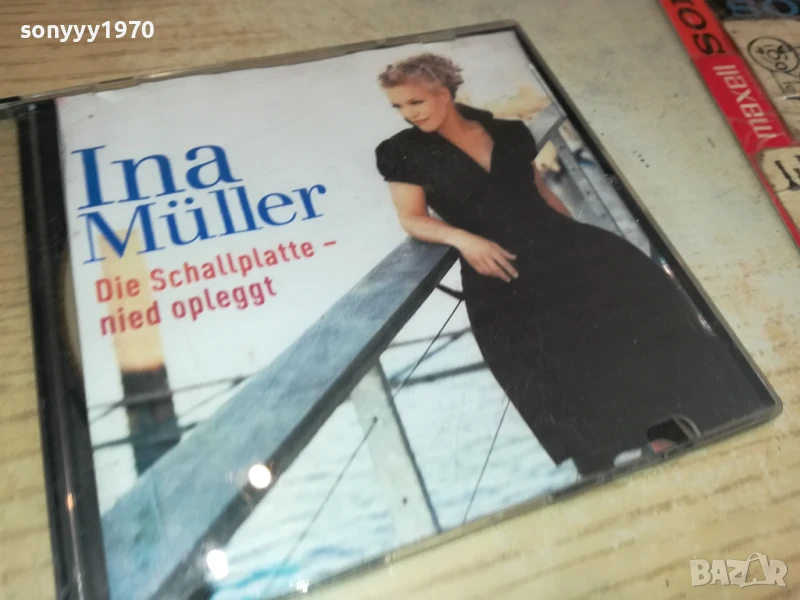 sonyyy1970
Ina
Müller
Die Schallplatte –
nied opleggt
maxell
BAZAR